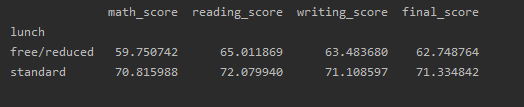 math_score reading_score writing_score final_score
lunch
free/reduced 59.750742 65.011869 63.483680 62.748764
standard 70.815988 72.079940 71.108597 71.334842